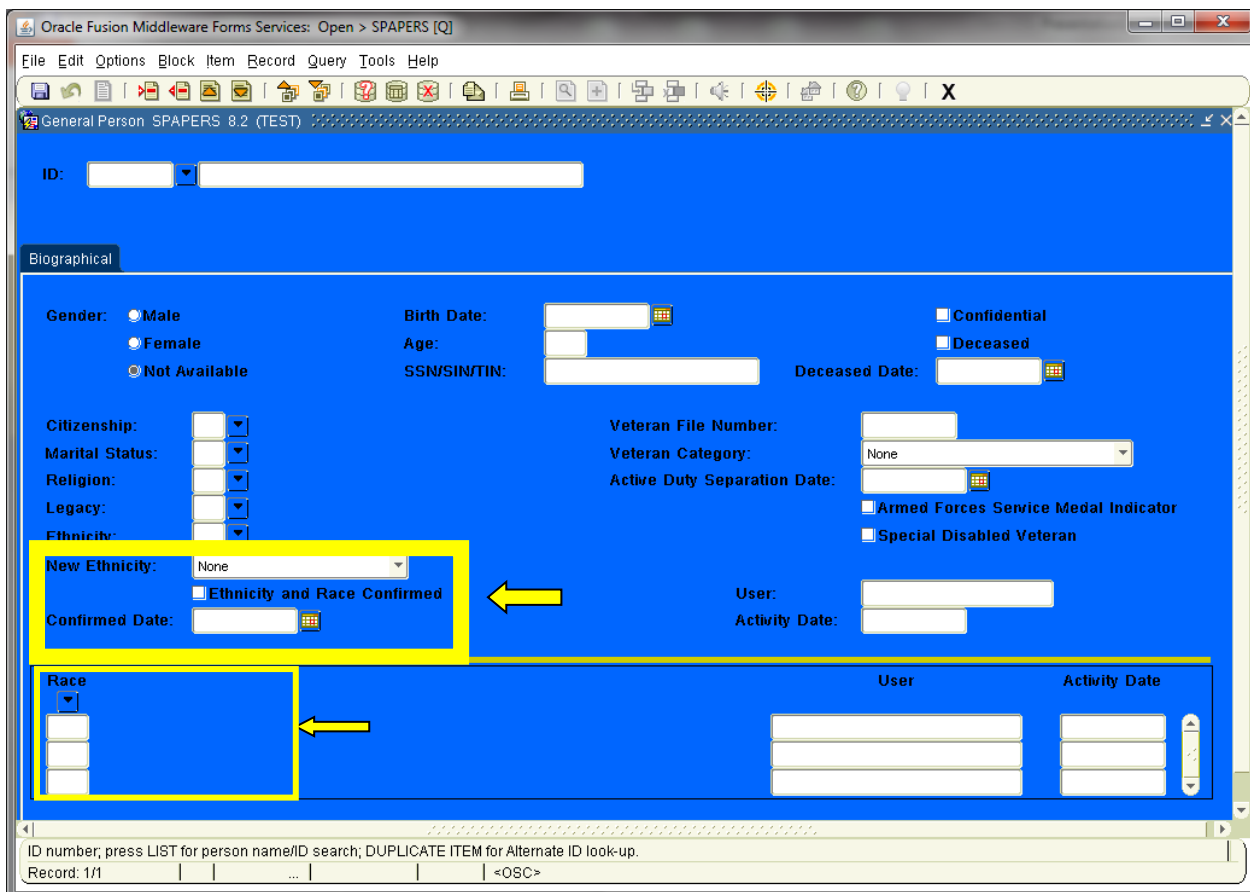 Oracle Fusion Middleware Forms Services: Open > SPAPERS [Q]
File Edit Options Block Item Record Query Tools Help
General Person SPAPERS 8.2 (TEST)
ID:
Biographical
Gender: Male Birth Date: Confidential
Female Age: Deceased
Not Available SSN/SIN/TIN: Deceased Date:
Citizenship: Veteran File Number:
Marital Status: Veteran Category: None
Religion: Active Duty Separation Date:
Legacy: Armed Forces Service Medal Indicator
Ethnicity: Special Disabled Veteran
New Ethnicity: None
Ethnicity and Race Confirmed User:
Confirmed Date: Activity Date:
Race User Activity Date
ID number; press LIST for person name/ID search; DUPLICATE ITEM for Alternate ID look-up.
Record: 1/1 ... <OSC>